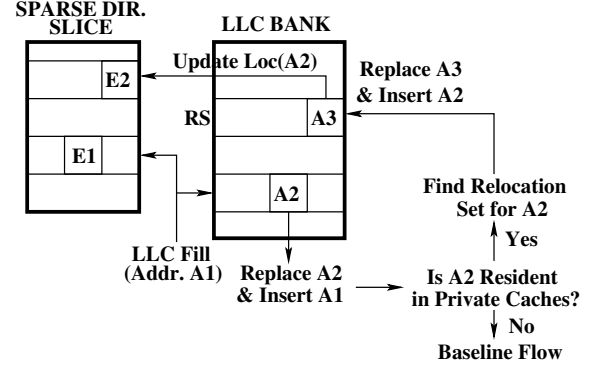 SPARSE DIR.
SLICE
LLC BANK
Update Loc(A2)
E2
Replace A3
& Insert A2
RS
A3
E1
A2
Find Relocation
Set for A2
Yes
LLC Fill
(Addr. A1)
Replace A2
& Insert A1
Is A2 Resident
in Private Caches?
No
Baseline Flow